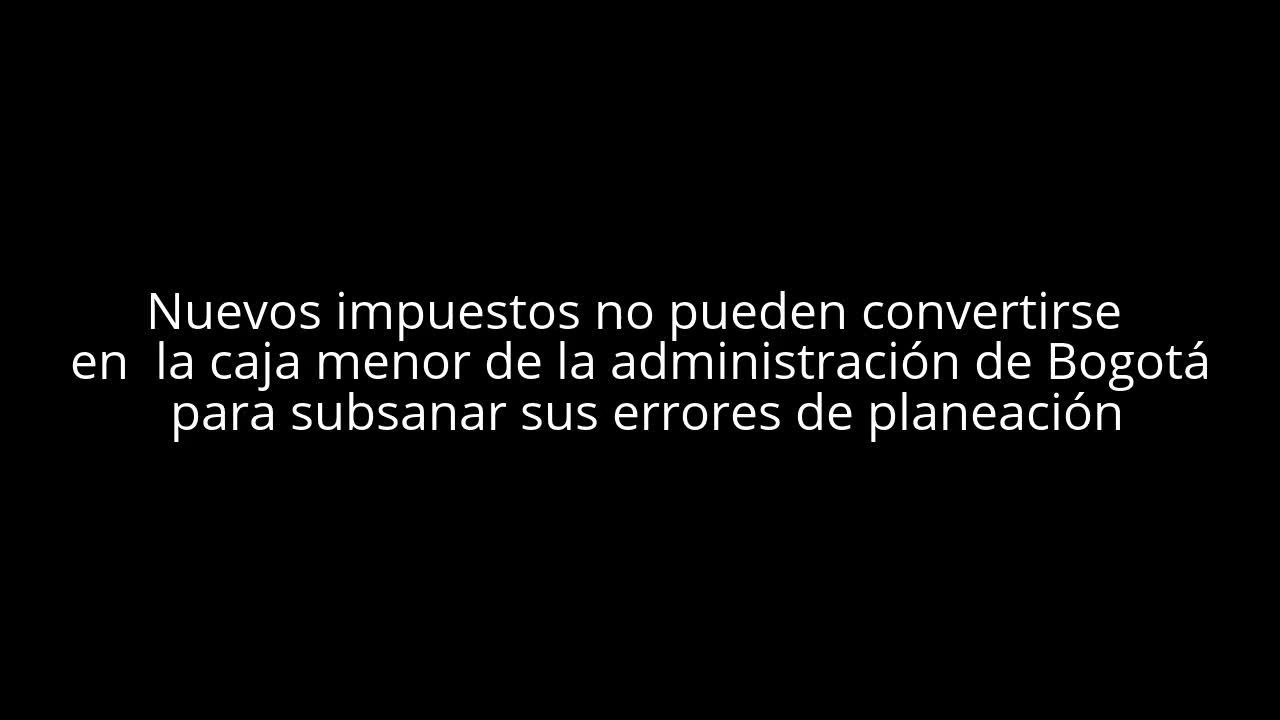 Nuevos impuestos no pueden convertirse
en  la caja menor de la administración de Bogotá
para subsanar sus errores de planeación